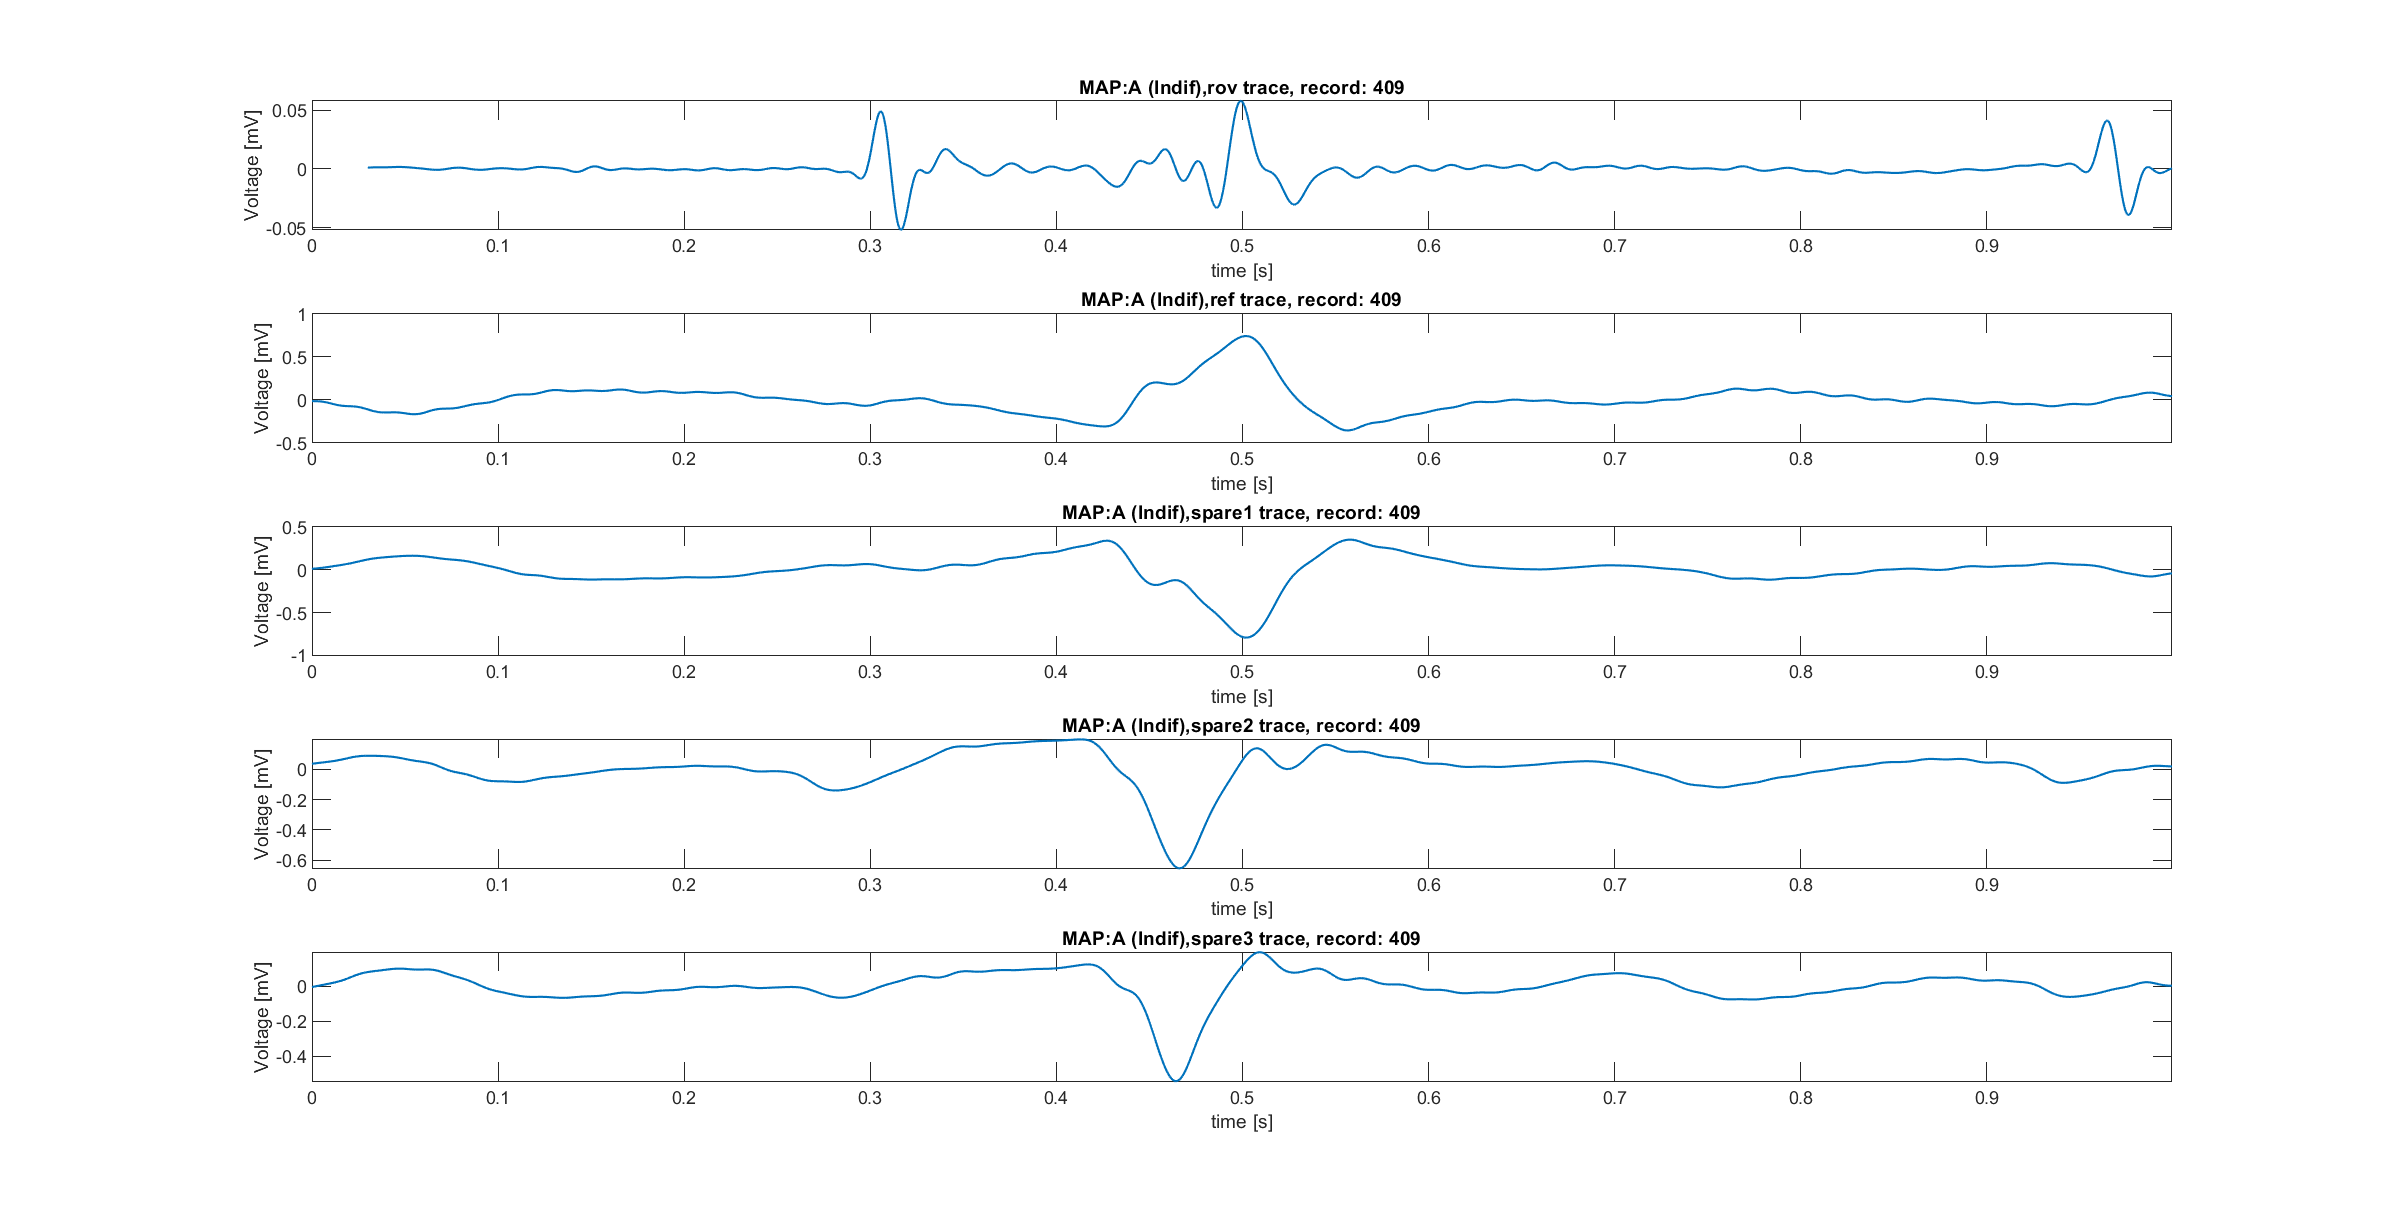 MAP:A (Indif),rov trace, record: 409
Voltage [mV]
0.05
0
-0.05
0 0.1 0.2 0.3 0.4 0.5 0.6 0.7 0.8 0.9
time [s]
MAP:A (Indif),ref trace, record: 409
Voltage [mV]
1
0.5
0
-0.5
0 0.1 0.2 0.3 0.4 0.5 0.6 0.7 0.8 0.9
time [s]
MAP:A (Indif),spare1 trace, record: 409
Voltage [mV]
0.5
0
-0.5
-1
0 0.1 0.2 0.3 0.4 0.5 0.6 0.7 0.8 0.9
time [s]
MAP:A (Indif),spare2 trace, record: 409
Voltage [mV]
0
-0.2
-0.4
-0.6
0 0.1 0.2 0.3 0.4 0.5 0.6 0.7 0.8 0.9
time [s]
MAP:A (Indif),spare3 trace, record: 409
Voltage [mV]
0
-0.2
-0.4
0 0.1 0.2 0.3 0.4 0.5 0.6 0.7 0.8 0.9
time [s]